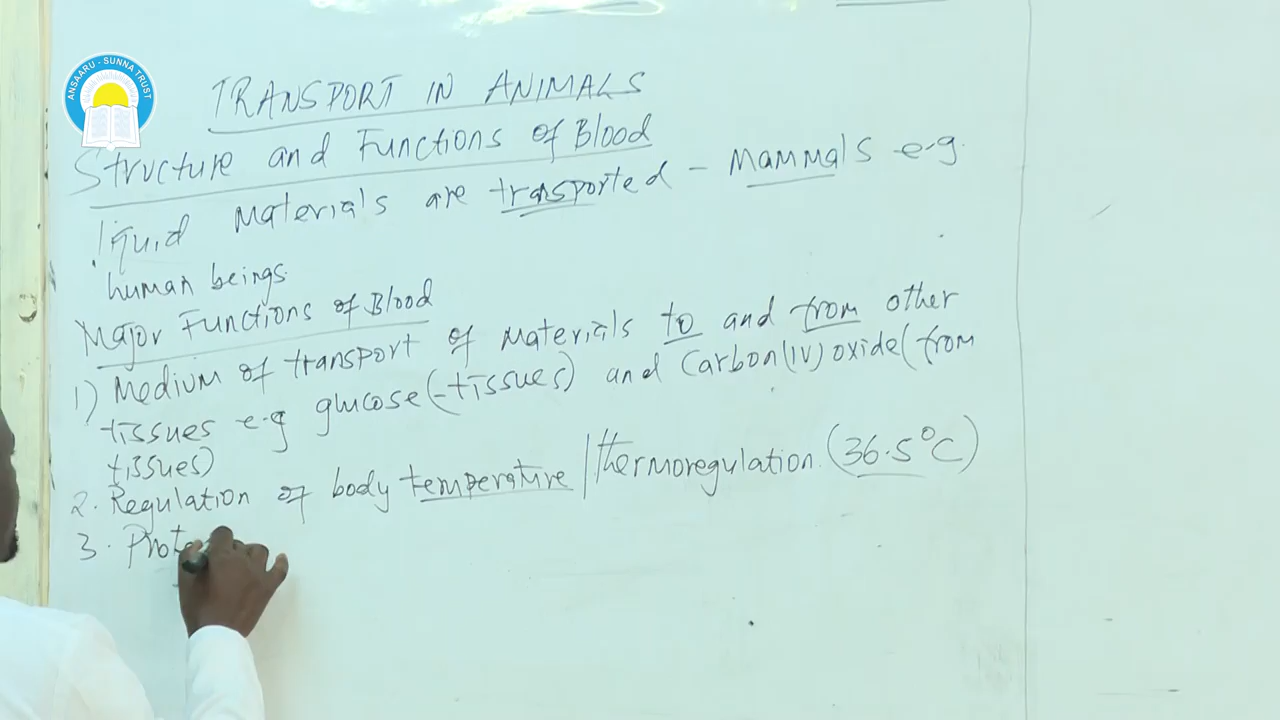 ANSAARU - SUNNA TRUST
TRANSPORT IN ANIMALS
Structure and Functions of Blood
liquid materials are transported - Mammals e.g
human beings.
Major Functions of Blood
1) Medium of transport of materials to and from other
tissues e.g glucose (-tissues) and Carbon(IV) oxide (from
tissues)
2. Regulation of body temperature / thermoregulation. (36.5°C)
3. Prote